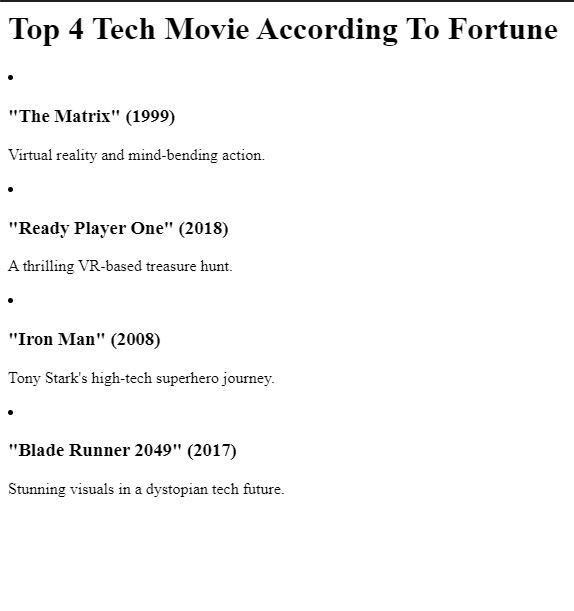 Top 4 Tech Movie According To Fortune
•
"The Matrix" (1999)
Virtual reality and mind-bending action.
•
"Ready Player One" (2018)
A thrilling VR-based treasure hunt.
•
"Iron Man" (2008)
Tony Stark's high-tech superhero journey.
•
"Blade Runner 2049" (2017)
Stunning visuals in a dystopian tech future.